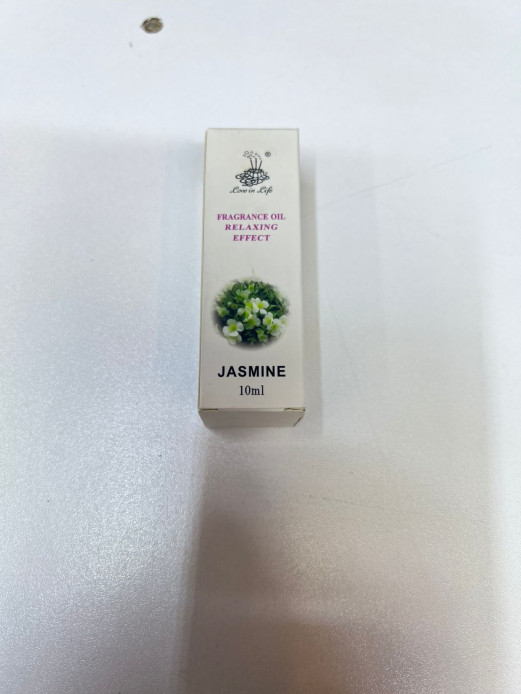 ®
Love in Life
FRAGRANCE OIL
RELAXING
EFFECT
JASMINE
10ml